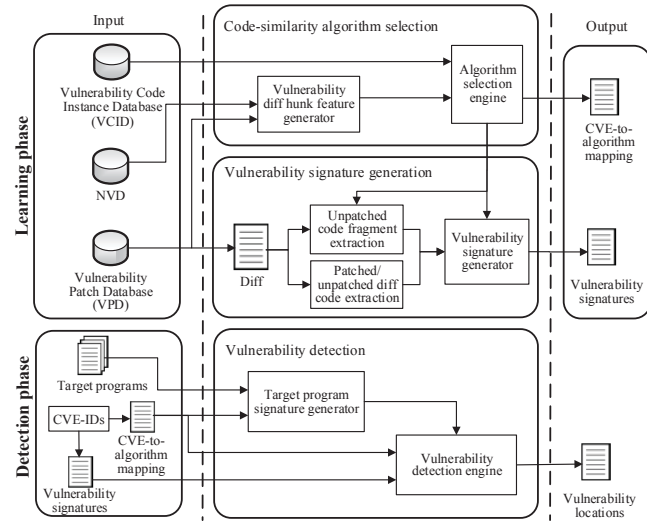 Input
Code-similarity algorithm selection
Output
Learning phase
Vulnerability Code
Instance Database
(VCID)
Vulnerability
diff hunk feature
generator
Algorithm
selection
engine
CVE-to-
algorithm
mapping
NVD
Vulnerability signature generation
Unpatched
code fragment
extraction
Vulnerability
signature
generator
Diff
Patched/
unpatched diff
code extraction
Vulnerability
Patch Database
(VPD)
Vulnerability
signatures
Detection phase
Vulnerability detection
Target programs
Target program
signature generator
CVE-IDs
CVE-to-
algorithm
mapping
Vulnerability
detection engine
Vulnerability
signatures
Vulnerability
locations